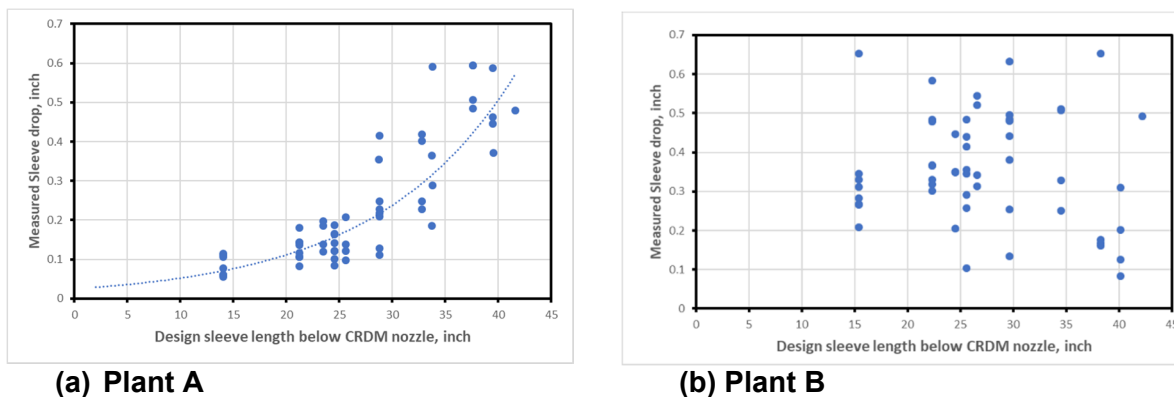 0.7
0.6
0.5
0.4
0.3
0.2
0.1
0
Measured Sleeve drop, inch
0 5 10 15 20 25 30 35 40 45
Design sleeve length below CRDM nozzle, inch
(a) Plant A
0.7
0.6
0.5
0.4
0.3
0.2
0.1
0
Measured Sleeve drop, inch
0 5 10 15 20 25 30 35 40 45
Design sleeve length below CRDM nozzle, inch
(b) Plant B